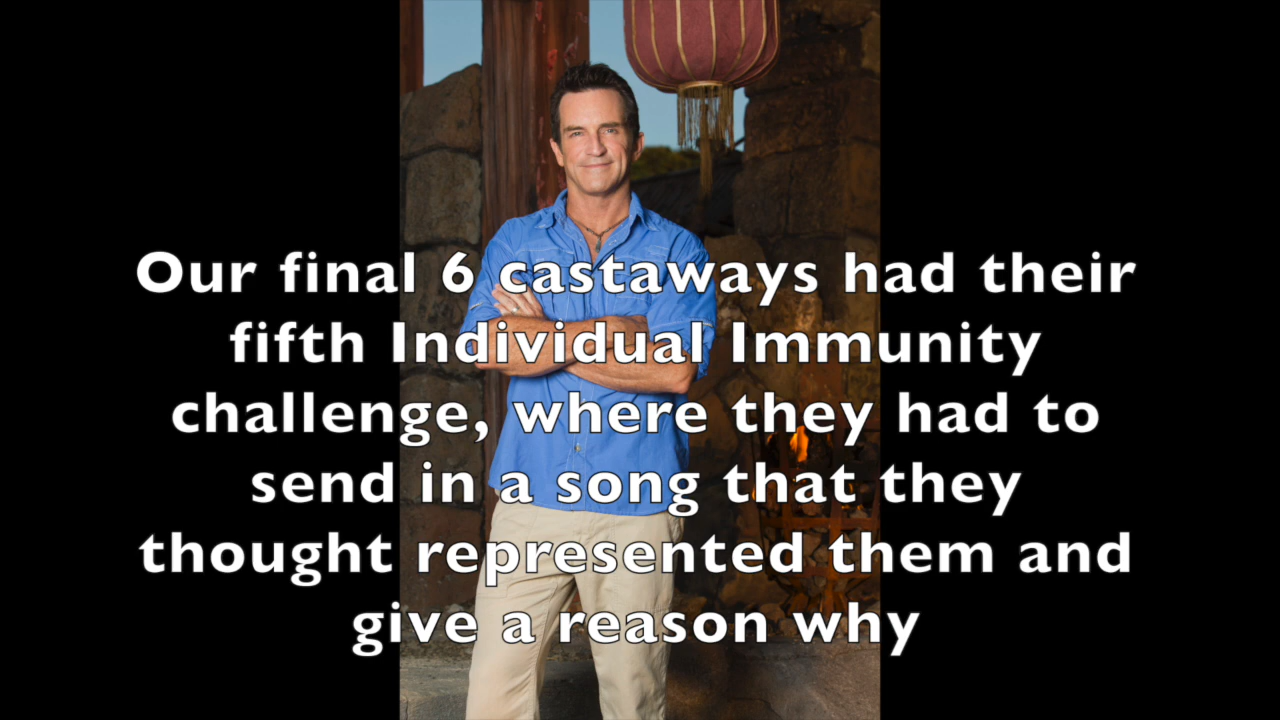 Our final 6 castaways had their
fifth Individual Immunity
challenge, where they had to
send in a song that they
thought represented them and
give a reason why